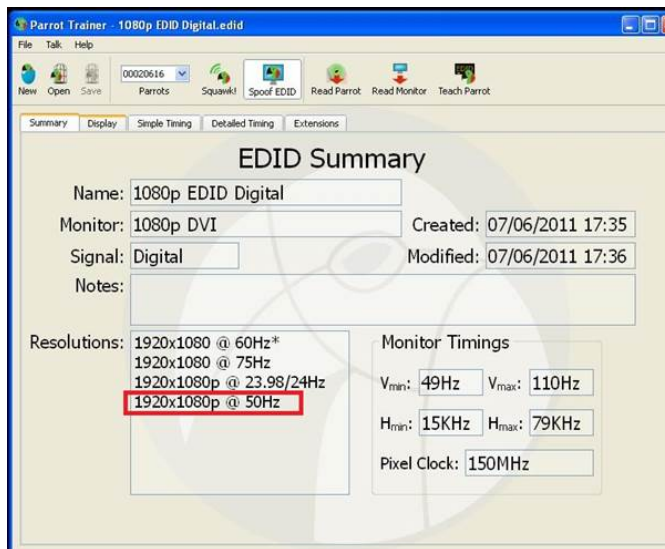 Parrot Trainer - 1080p EDID Digital.edid
File Talk Help
00020616
New Open Save Parrots Squawk! Spoof EDID Read Parrot Read Monitor Teach Parrot
Summary Display Simple Timing Detailed Timing Extensions
EDID Summary
Name: 1080p EDID Digital
Monitor: 1080p DVI Created: 07/06/2011 17:35
Signal: Digital Modified: 07/06/2011 17:36
Notes:
Resolutions: 1920x1080 @ 60Hz*
1920x1080 @ 75Hz
1920x1080p @ 23.98/24Hz
1920x1080p @ 50Hz
Monitor Timings
Vmin: 49Hz Vmax: 110Hz
Hmin: 15KHz Hmax: 79KHz
Pixel Clock: 150MHz